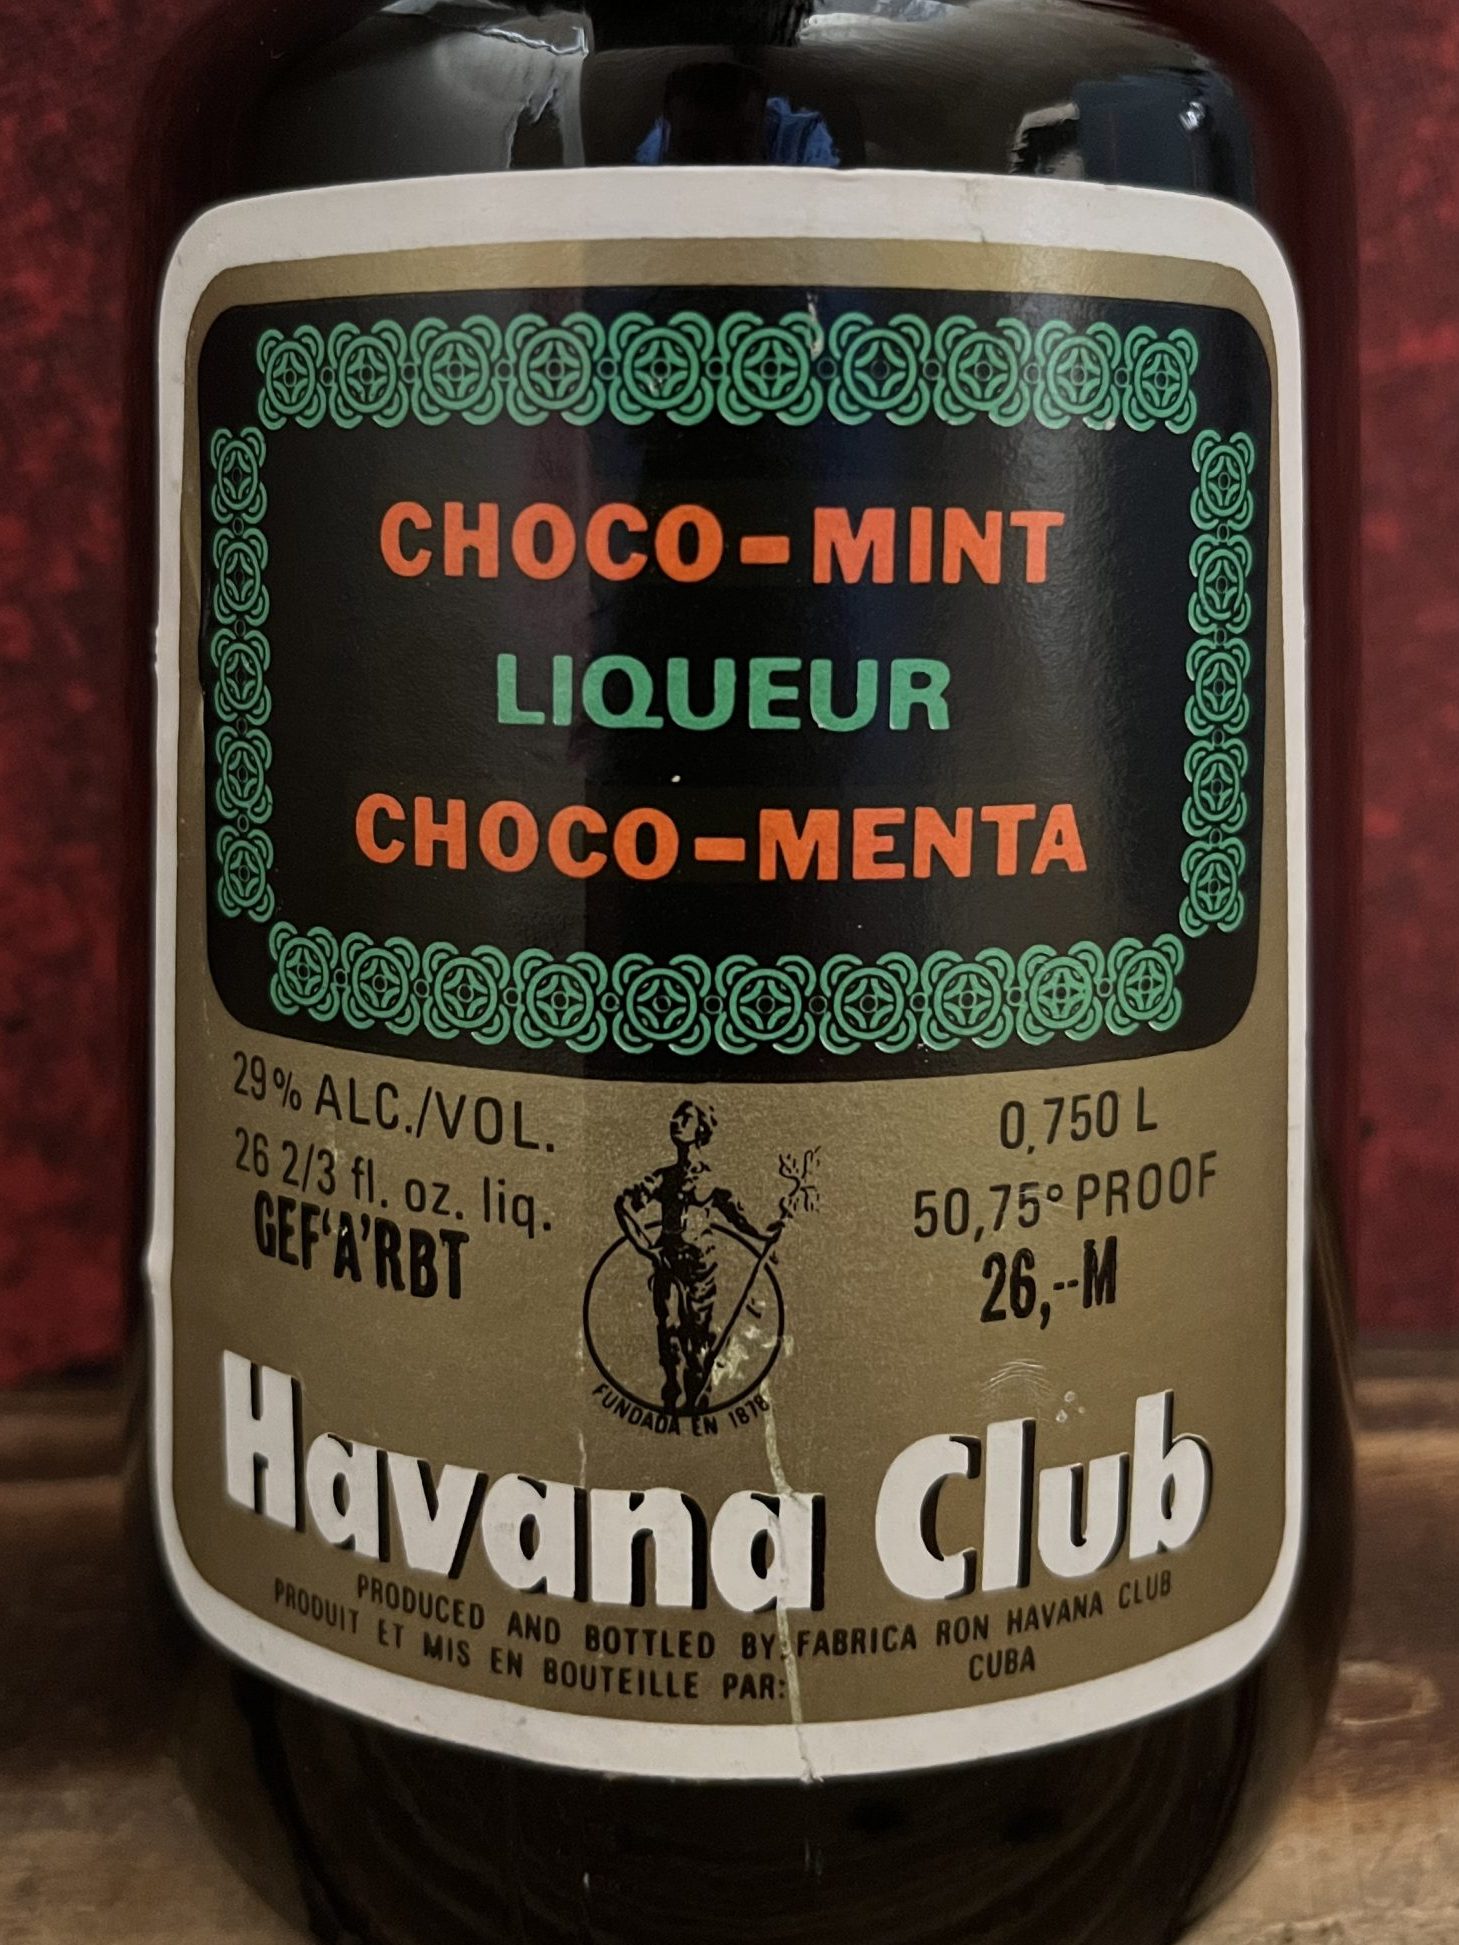 CHOCO-MINT
LIQUEUR
CHOCO-MENTA
29% ALC./VOL.
26 2/3 fl. oz. liq.
GEF‘A’RBT
0,750 L
50,75° PROOF
26,--M
FUNDADA EN 1878
Havana Club
PRODUCED AND BOTTLED BY: FABRICA RON HAVANA CLUB
PRODUIT ET MIS EN BOUTEILLE PAR: CUBA